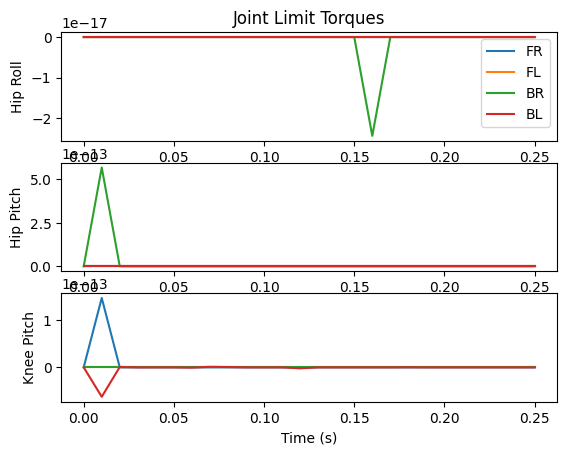 Joint Limit Torques
1e−17
0
−1
−2
Hip Roll
FR
FL
BR
BL
0.00 0.05 0.10 0.15 0.20 0.25
1e−13
5.0
2.5
0.0
Hip Pitch
0.00 0.05 0.10 0.15 0.20 0.25
1e−13
1
0
Knee Pitch
0.00 0.05 0.10 0.15 0.20 0.25
Time (s)